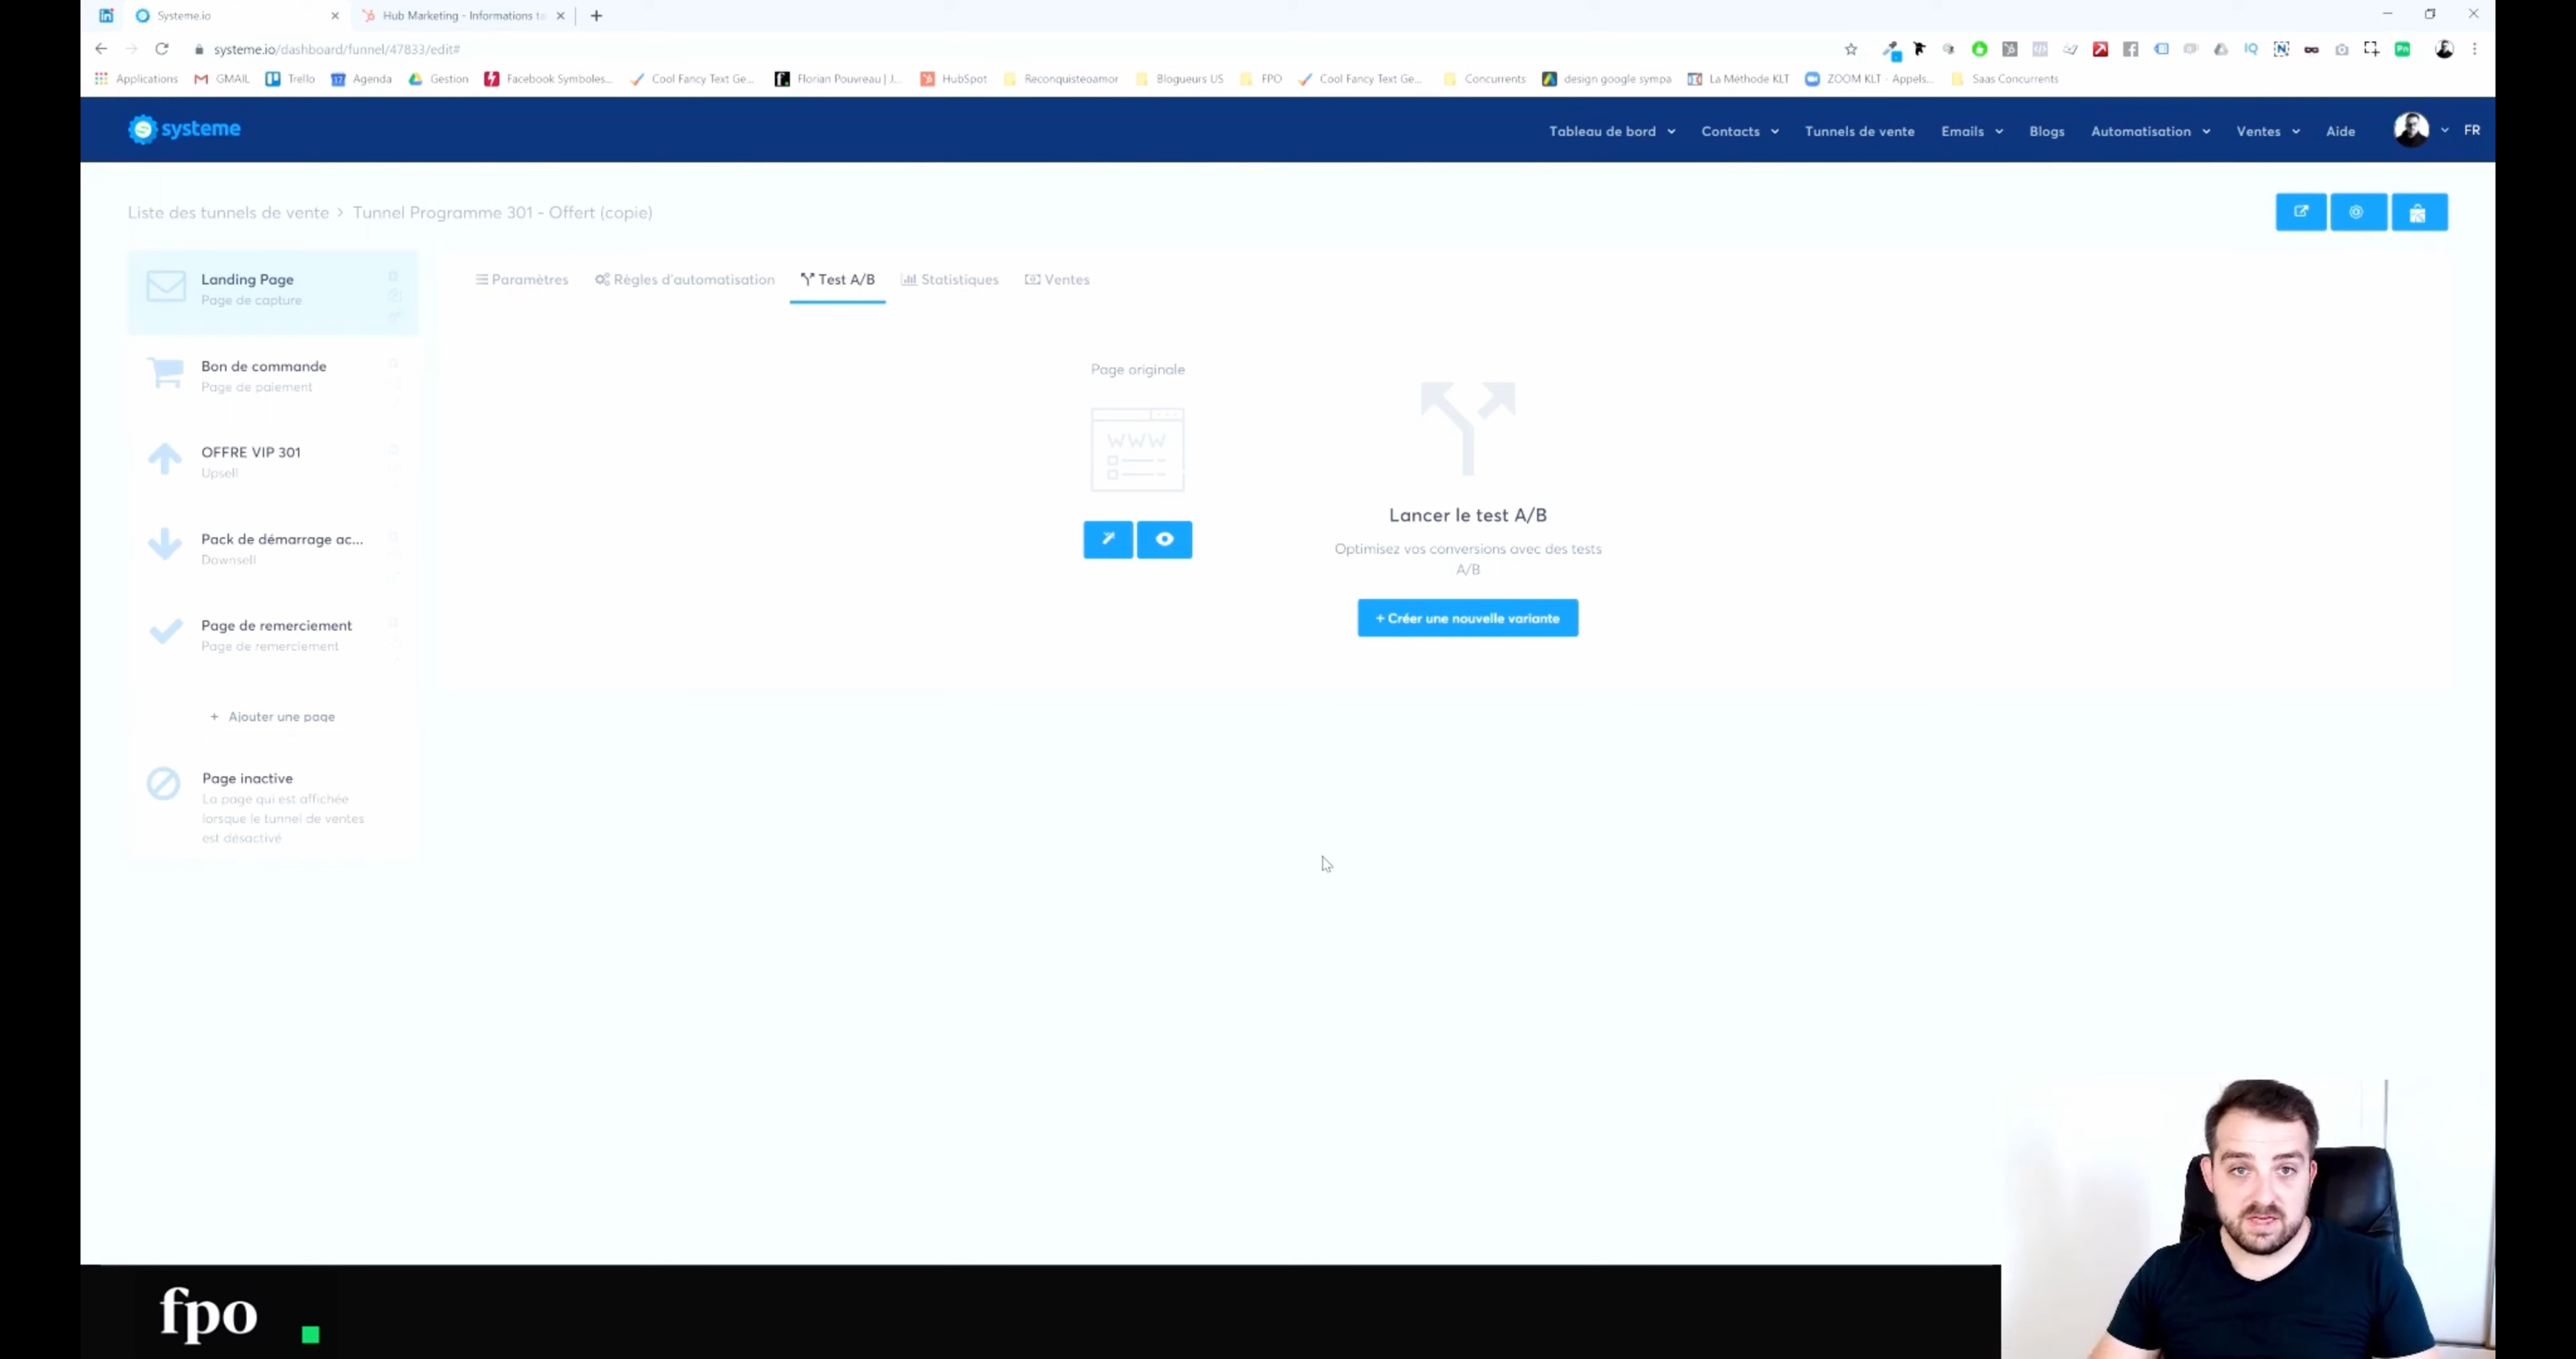 Systeme.io
Hub Marketing - Informations ta
systeme.io/dashboard/funnel/47833/edit#
Applications GMAIL Trello Agenda Gestion Facebook Symboles... Cool Fancy Text Ge... Florian Pouvreau | J... HubSpot Reconquisteoamor Blogueurs US FPO Cool Fancy Text Ge... Concurrents design google sympa La Méthode KLT ZOOM KLT - Appels... Saas Concurrents
systeme
Tableau de bord Contacts Tunnels de vente Emails Blogs Automatisation Ventes Aide FR
Liste des tunnels de vente > Tunnel Programme 301 - Offert (copie)
Landing Page
Page de capture
Bon de commande
Page de paiement
OFFRE VIP 301
Upsell
Pack de démarrage ac...
Downsell
Page de remerciement
Page de remerciement
+ Ajouter une page
Page inactive
La page qui est affichée
lorsque le tunnel de ventes
est désactivé
Paramètres Règles d'automatisation Test A/B Statistiques Ventes
Page originale
WWW
Lancer le test A/B
Optimisez vos conversions avec des tests
A/B
+ Créer une nouvelle variante
fpo